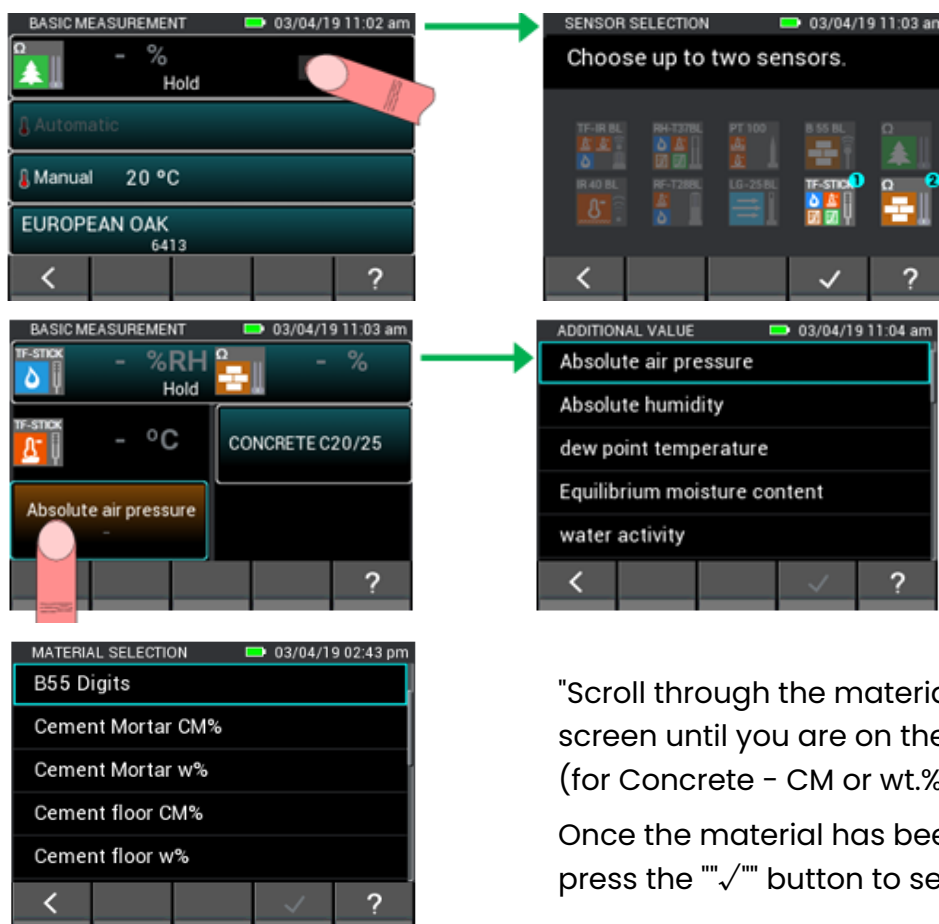 BASIC MEASUREMENT 03/04/19 11:02 am
Ω - %
Hold
Automatic
Manual 20 °C
EUROPEAN OAK
6413
< ?
SENSOR SELECTION 03/04/19 11:03 am
Choose up to two sensors.
TF-IR BL RH-T37BL PT 100 B 55 BL Ω
IR 40 BL RF-T28BL LG-25 BL TF-STICK 1 Ω 2
< ✓ ?
BASIC MEASUREMENT 03/04/19 11:03 am
TF-STICK - %RH Ω - %
Hold
TF-STICK - °C CONCRETE C20/25
Absolute air pressure
-
?
ADDITIONAL VALUE 03/04/19 11:04 am
Absolute air pressure
Absolute humidity
dew point temperature
Equilibrium moisture content
water activity
< ✓ ?
MATERIAL SELECTION 03/04/19 02:43 pm
B55 Digits
Cement Mortar CM%
Cement Mortar w%
Cement floor CM%
Cement floor w%
< ✓ ?
"Scroll through the materia
screen until you are on the
(for Concrete - CM or wt.%
Once the material has bee
press the ""√"" button to se